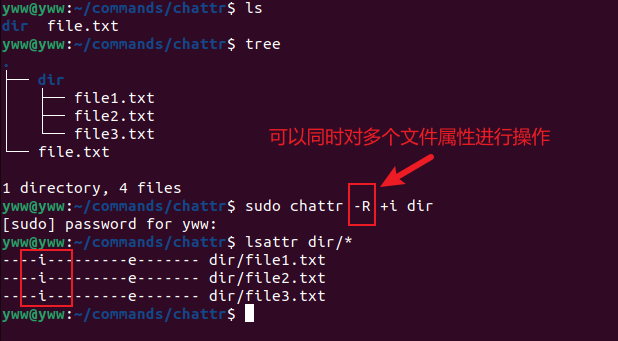 yww@yww:~/commands/chattr$ ls
dir  file.txt
yww@yww:~/commands/chattr$ tree
.
├── dir
│   ├── file1.txt
│   ├── file2.txt
│   └── file3.txt
└── file.txt
可以同时对多个文件属性进行操作
1 directory, 4 files
yww@yww:~/commands/chattr$ sudo chattr -R +i dir
[sudo] password for yww:
yww@yww:~/commands/chattr$ lsattr dir/*
----i---------e------- dir/file1.txt
----i---------e------- dir/file2.txt
----i---------e------- dir/file3.txt
yww@yww:~/commands/chattr$